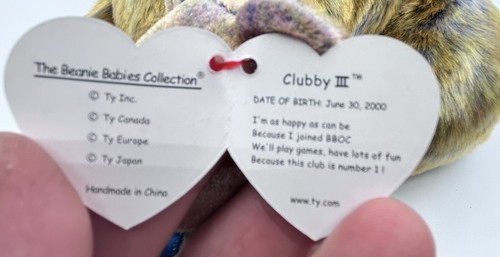 The Beanie Babies Collection®
© Ty Inc.
© Ty Canada
© Ty Europe
© Ty Japan
Handmade in China
Clubby III™
DATE OF BIRTH: June 30, 2000
I'm as happy as can be
Because I joined BBOC
We'll play games, have lots of fun
Because this club is number 1!
www.ty.com